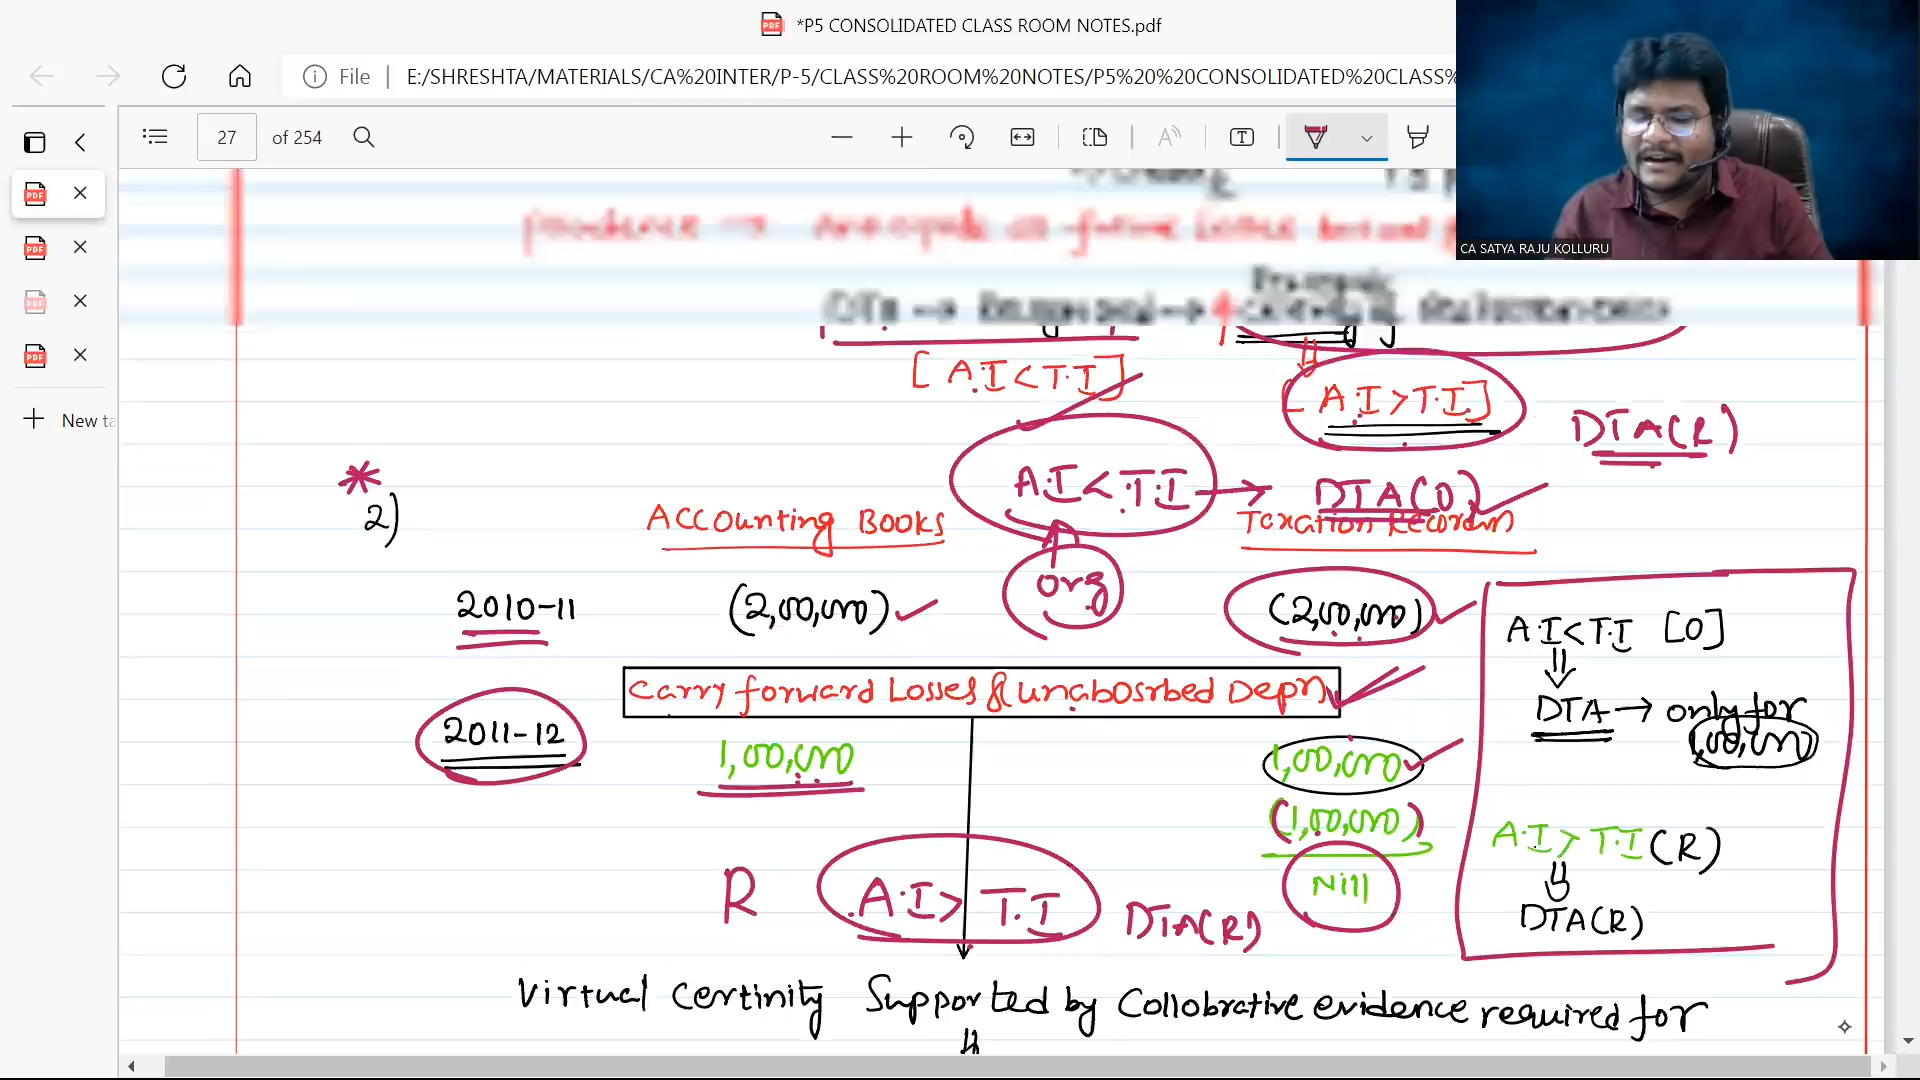 *P5 CONSOLIDATED CLASS ROOM NOTES.pdf
File E:/SHRESHTA/MATERIALS/CA%20INTER/P-5/CLASS%20ROOM%20NOTES/P5%20%20CONSOLIDATED%20CLASS%
27 of 254
CA SATYA RAJU KOLLURU
New ta
[ A.I < T.I ]
[ A.I > T.I ]
DTA(R)
A.I < T.I → DTA(O)
* 2)
Accounting Books
Taxation Records
org
2010-11 (2,00,000) (2,00,000)
A.I < T.I [O]
Carry forward Losses & unabosrbed Depn
DTA → only for 1,00,000
2011-12 1,00,000 1,00,000
(1,00,000)
A.I > T.I (R)
R A.I > T.I DTA(R) Nill
DTA(R)
Virtual Certinity Supported by Collobrative evidence required for